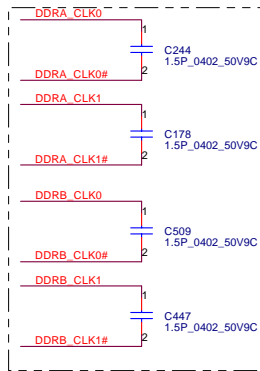 DDRA_CLK0
1
C244
1.5P_0402_50V9C
2
DDRA_CLK0#
DDRA_CLK1
1
C178
1.5P_0402_50V9C
2
DDRA_CLK1#
DDRB_CLK0
1
C509
1.5P_0402_50V9C
2
DDRB_CLK0#
DDRB_CLK1
1
C447
1.5P_0402_50V9C
2
DDRB_CLK1#